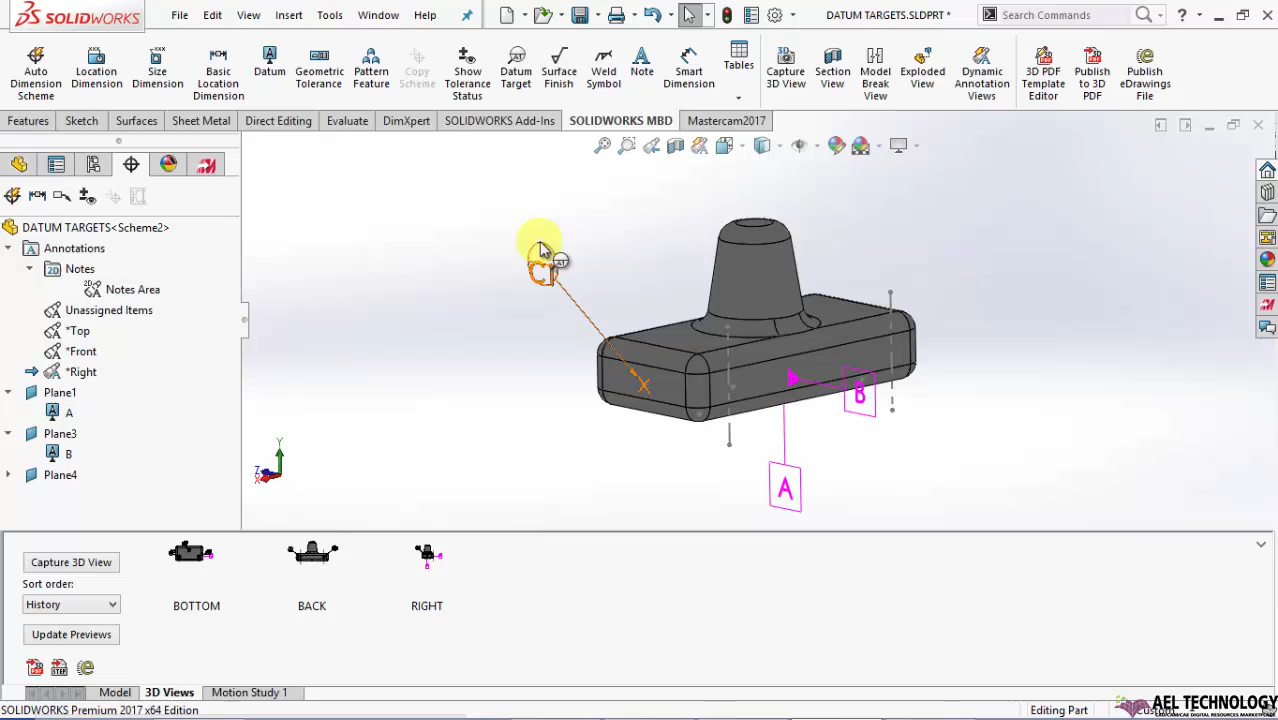 SOLIDWORKS
File Edit View Insert Tools Window Help
DATUM TARGETS.SLDPRT *
Search Commands
Auto Dimension Scheme
Location Dimension
Size Dimension
Basic Location Dimension
Datum
Geometric Tolerance
Pattern Feature
Copy Scheme
Show Tolerance Status
Datum Target
Surface Finish
Weld Symbol
Note
Smart Dimension
Tables
Capture 3D View
Section View
Model Break View
Exploded View
Dynamic Annotation Views
3D PDF Template Editor
Publish to 3D PDF
Publish eDrawings File
Features Sketch Surfaces Sheet Metal Direct Editing Evaluate DimXpert SOLIDWORKS Add-Ins SOLIDWORKS MBD Mastercam2017
DATUM TARGETS<Scheme2>
Annotations
Notes
Notes Area
Unassigned Items
*Top
*Front
*Right
Plane1
A
Plane3
B
Plane4
B
A
Y
Z
X
Capture 3D View
Sort order:
History
Update Previews
BOTTOM BACK RIGHT
Model 3D Views Motion Study 1
SOLIDWORKS Premium 2017 x64 Edition
Editing Part
AEL TECHNOLOGY